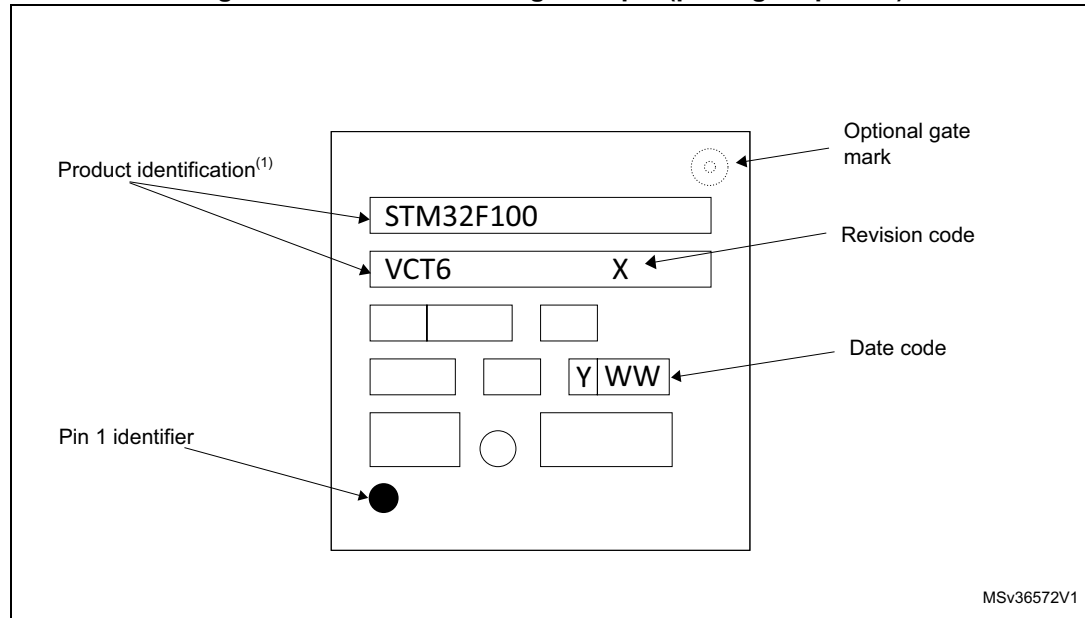 Optional gate
mark
Product identification(1)
STM32F100
Revision code
VCT6 X
Date code
Y WW
Pin 1 identifier
MSv36572V1